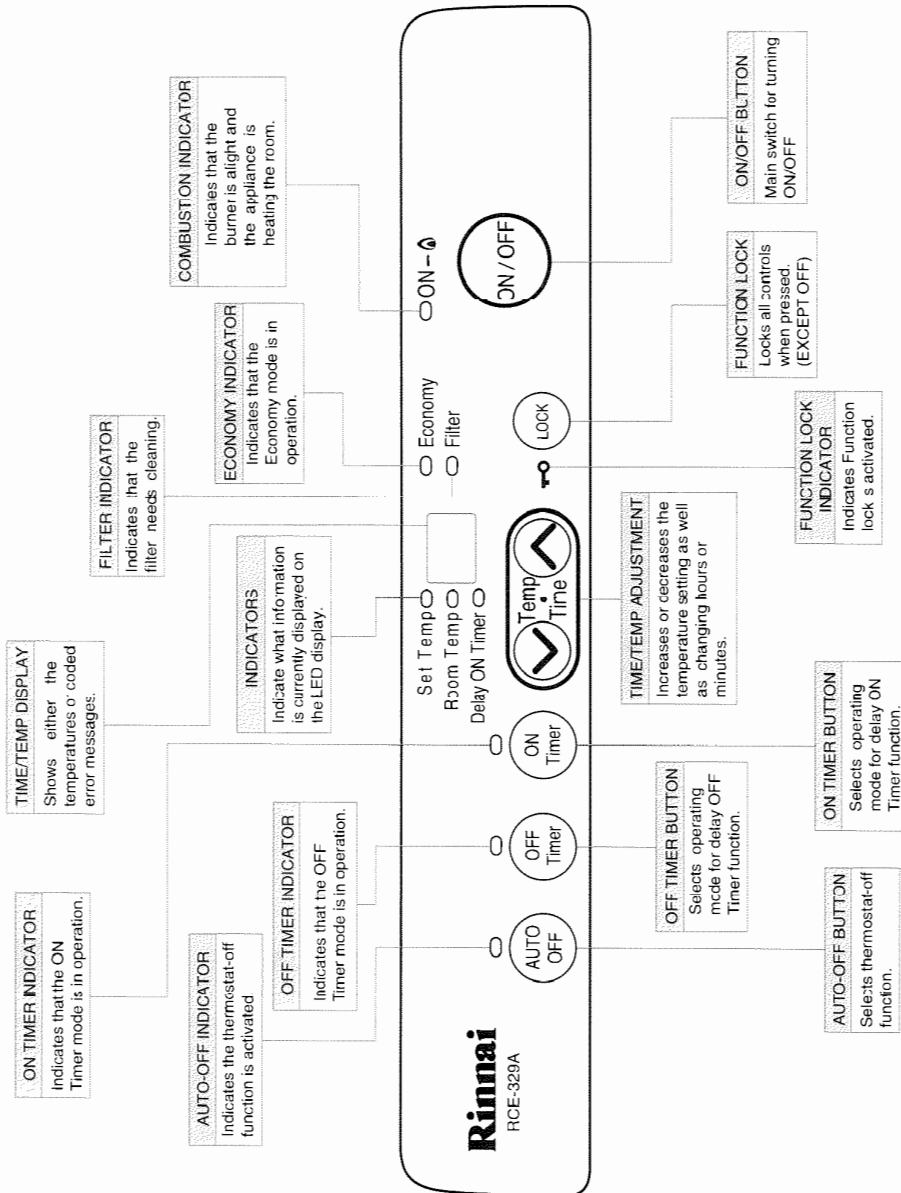 ON TIMER NDICATOR
Indicates that the ON
Timer mode is in operation.
TIME/TEMP DISPLAY
Shows either the
temperatures o' coded
error messages.
FILTER INDICATOR
Indicates that the
filter needs cleaning.
COMBUSTION INDICATOR
Indicates that the
burner is alight and
the appliance is
heating the room.
AUTO-OFF INDICATOR
Indicates the thermostat-off
function is activated
OFF TIMER INDICATOR
Indicates that the OFF
Timer mode is in operation.
INDICATORS
Indicate what information
is currently displayed on
the LED display.
ECONOMY INDICATOR
Indicates that the
Economy mode is in
operation.
Rinnai
RCE-329A
AUTO
OFF
OFF
Timer
ON
Timer
Set Temp
Room Temp
Delay ON Timer
Temp
Time
Economy
Filter
LOCK
ON -
ON / OFF
AUTO-OFF BUTTON
Selects thermostat-off
function.
OFF TIMER BUTTON
Selects operating
mode for delay OFF
Timer function.
ON TIMER BUTTON
Selects operating
mode for delay ON
Timer function.
TIME/TEMP ADJUSTMENT
Increases or decreases the
temperature setting as well
as changing hours or
minutes.
FUNCTION LOCK
INDICATOR
Indicates Function
lock s activated.
FUNCTION LOCK
Locks all controls
when pressed.
(EXCEPT OFF)
ON/OFF BUTTON
Main switch for turning
ON/OFF